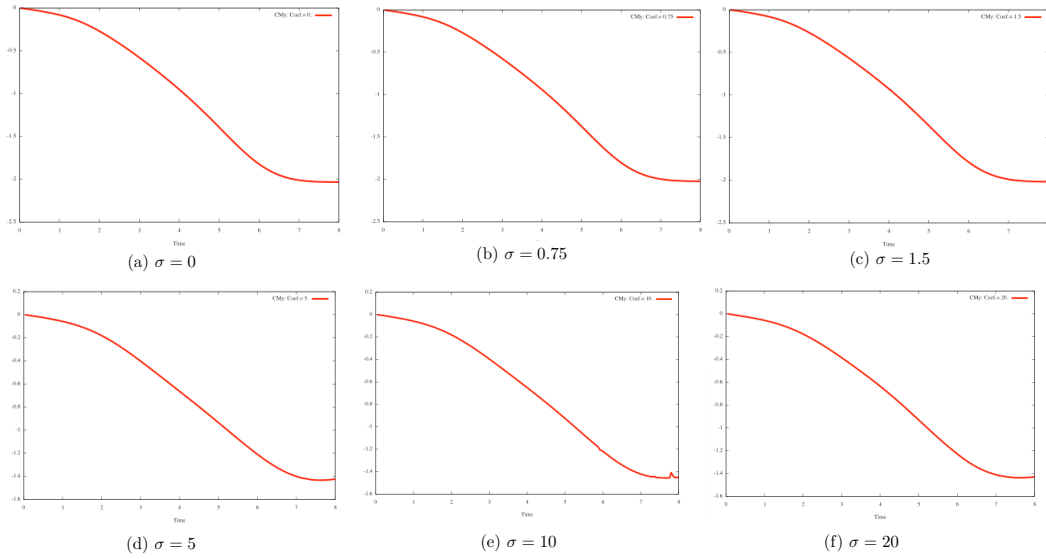 CMy: Coef.= 0.
0
-0.5
-1
-1.5
-2
-2.5
0 1 2 3 4 5 6 7 8
Time
(a) σ = 0
CMy: Coef.= 0.75
0
-0.5
-1
-1.5
-2
-2.5
0 1 2 3 4 5 6 7 8
(b) σ = 0.75
CMy: Coef.= 1.5
0
-0.5
-1
-1.5
-2
-2.5
0 1 2 3 4 5 6 7 8
Time
(c) σ = 1.5
CMy: Coef.= 5.
0.2
0
-0.2
-0.4
-0.6
-0.8
-1
-1.2
-1.4
-1.6
0 1 2 3 4 5 6 7 8
Time
(d) σ = 5
CMy: Coef.= 10.
0.2
0
-0.2
-0.4
-0.6
-0.8
-1
-1.2
-1.4
-1.6
0 1 2 3 4 5 6 7 8
Time
(e) σ = 10
CMy: Coef.= 20.
0.2
0
-0.2
-0.4
-0.6
-0.8
-1
-1.2
-1.4
-1.6
0 1 2 3 4 5 6 7 8
Time
(f) σ = 20